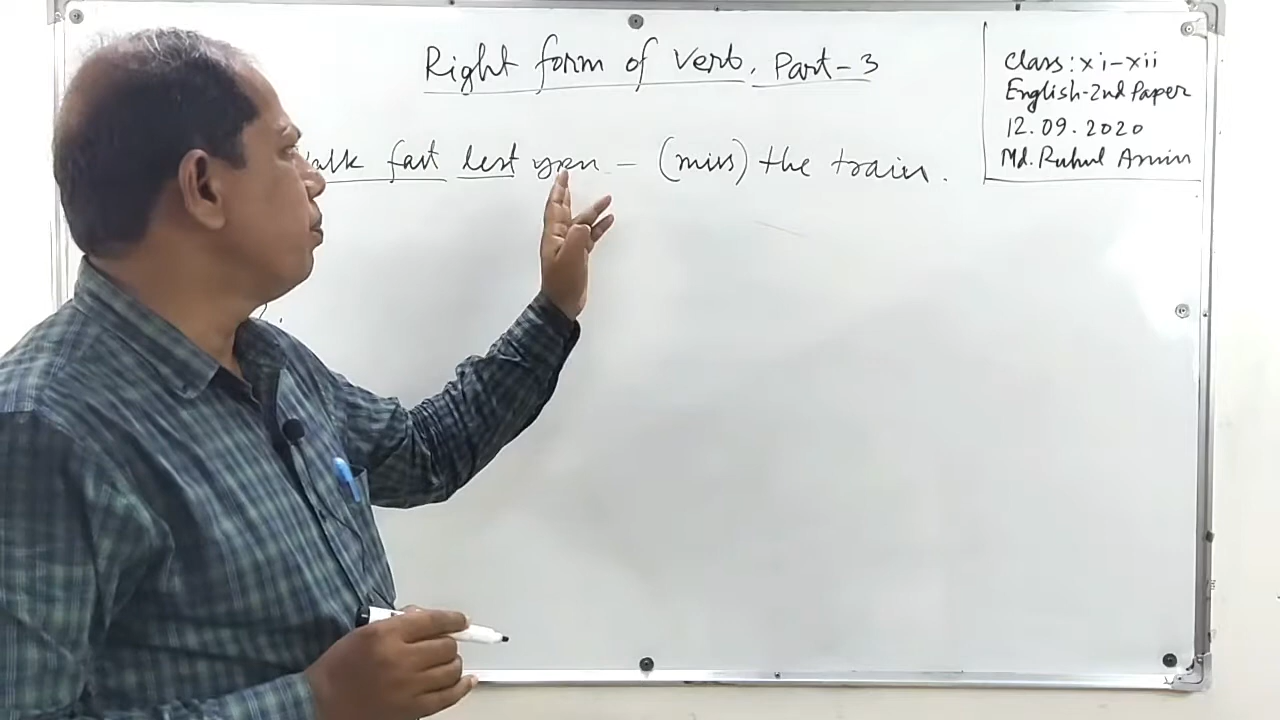 Right form of Verb. Part-3
Walk fast lest you - (miss) the train.
Class: xi-xii
English-2nd Paper
12.09.2020
Md. Ruhul Amin